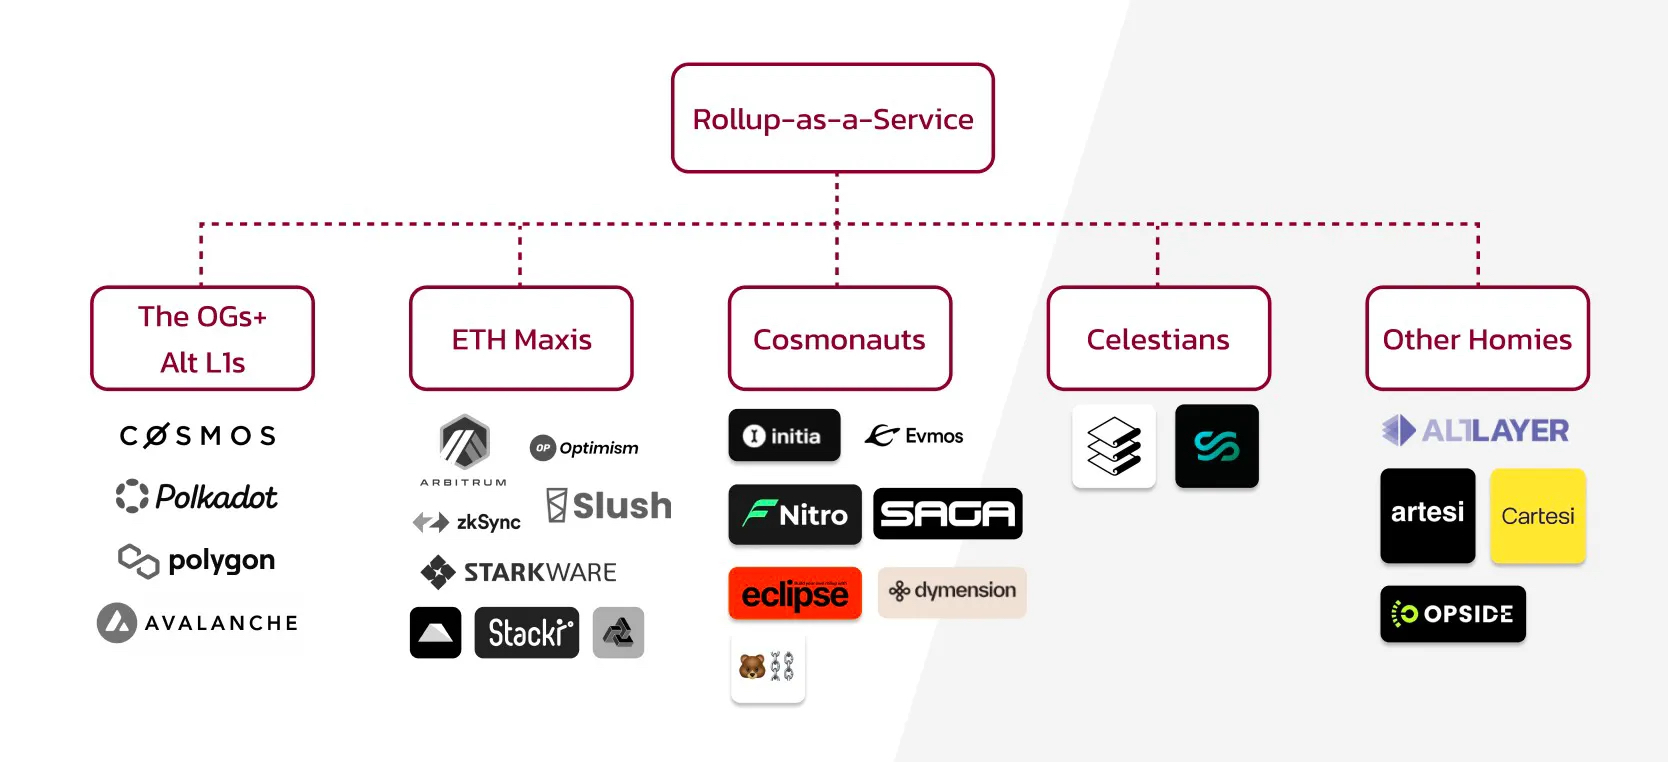 Rollup-as-a-Service
The OGs+
Alt L1s
ETH Maxis
Cosmonauts
Celestians
Other Homies
CØSMOS
Polkadot
polygon
AVALANCHE
ARBITRUM
OP Optimism
zkSync
Slush
STARKWARE
Stackr
initia
Evmos
Nitro
SAGA
eclipse
dymension
ALTLAYER
artesi
Cartesi
OPSIDE